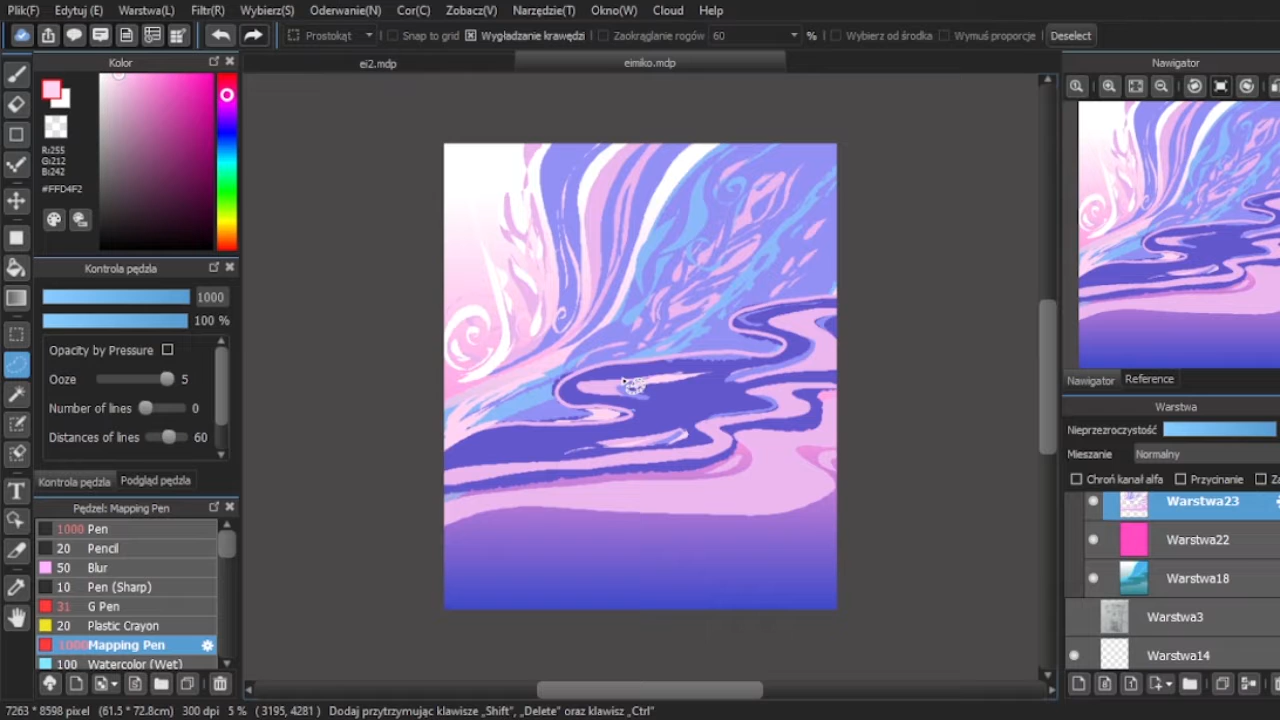 Plik(F) Edytuj (E) Warstwa(L) Filtr(R) Wybierz(S) Oderwanie(N) Cor(C) Zobacz(V) Narzędzie(T) Okno(W) Cloud Help
Prostokąt Snap to grid Wygładzanie krawędzi Zaokrąglanie rogów 60 % Wybierz od środka Wymuś proporcje Deselect
Kolor
ei2.mdp
eimiko.mdp
Nawigator
R:255
G:212
B:242
#FFD4F2
Kontrola pędzla
1000
100 %
Opacity by Pressure
Ooze 5
Number of lines 0
Distances of lines 60
Kontrola pędzla Podgląd pędzla
Pędzel: Mapping Pen
1000 Pen
20 Pencil
50 Blur
10 Pen (Sharp)
31 G Pen
20 Plastic Crayon
1000 Mapping Pen
100 Watercolor (Wet)
Nawigator Reference
Warstwa
Nieprzezroczystość
Mieszanie Normalny
Chroń kanał alfa Przycinanie
Warstwa23
Warstwa22
Warstwa18
Warstwa3
Warstwa14
7263 * 8598 pixel (61.5 * 72.8cm) 300 dpi 5 % ( 3195, 4281 ) Dodaj przytrzymując klawisze „Shift”, „Delete” oraz klawisz „Ctrl”